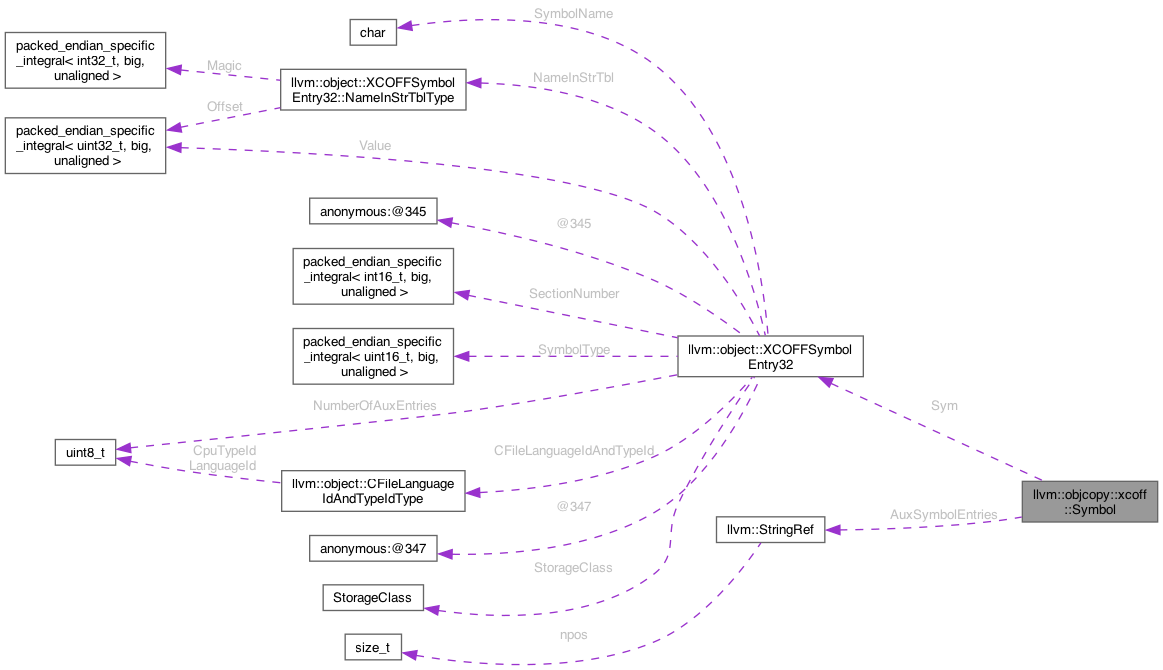 SymbolName
char
packed_endian_specific
_integral< int32_t, big,
unaligned >
Magic
llvm::object::XCOFFSymbol
Entry32::NameInStrTblType
NameInStrTbl
Offset
packed_endian_specific
_integral< uint32_t, big,
unaligned >
Value
anonymous:@345
@345
packed_endian_specific
_integral< int16_t, big,
unaligned >
SectionNumber
packed_endian_specific
_integral< uint16_t, big,
unaligned >
SymbolType
llvm::object::XCOFFSymbol
Entry32
NumberOfAuxEntries
Sym
uint8_t
CpuTypeId
LanguageId
CFileLanguageIdAndTypeId
llvm::object::CFileLanguage
IdAndTypeIdType
llvm::objcopy::xcoff
::Symbol
@347
AuxSymbolEntries
llvm::StringRef
anonymous:@347
StorageClass
StorageClass
npos
size_t